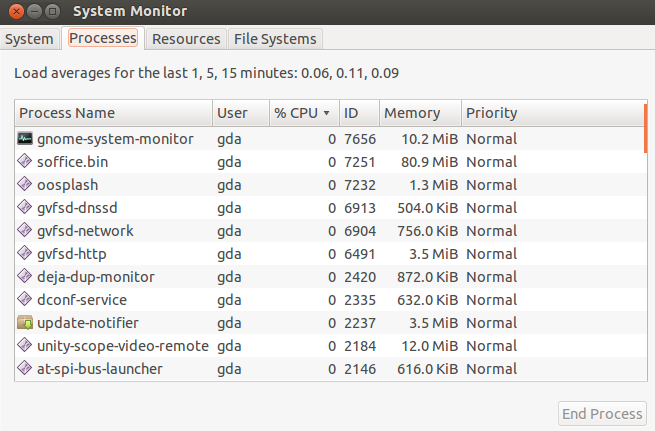 System Monitor
System Processes Resources File Systems
Load averages for the last 1, 5, 15 minutes: 0.06, 0.11, 0.09
Process Name User % CPU ID Memory Priority
gnome-system-monitor gda 0 7656 10.2 MiB Normal
soffice.bin gda 0 7251 80.9 MiB Normal
oosplash gda 0 7232 1.3 MiB Normal
gvfsd-dnssd gda 0 6913 504.0 KiB Normal
gvfsd-network gda 0 6904 756.0 KiB Normal
gvfsd-http gda 0 6491 3.5 MiB Normal
deja-dup-monitor gda 0 2420 872.0 KiB Normal
dconf-service gda 0 2335 632.0 KiB Normal
update-notifier gda 0 2237 3.5 MiB Normal
unity-scope-video-remote gda 0 2184 12.0 MiB Normal
at-spi-bus-launcher gda 0 2146 616.0 KiB Normal
End Process